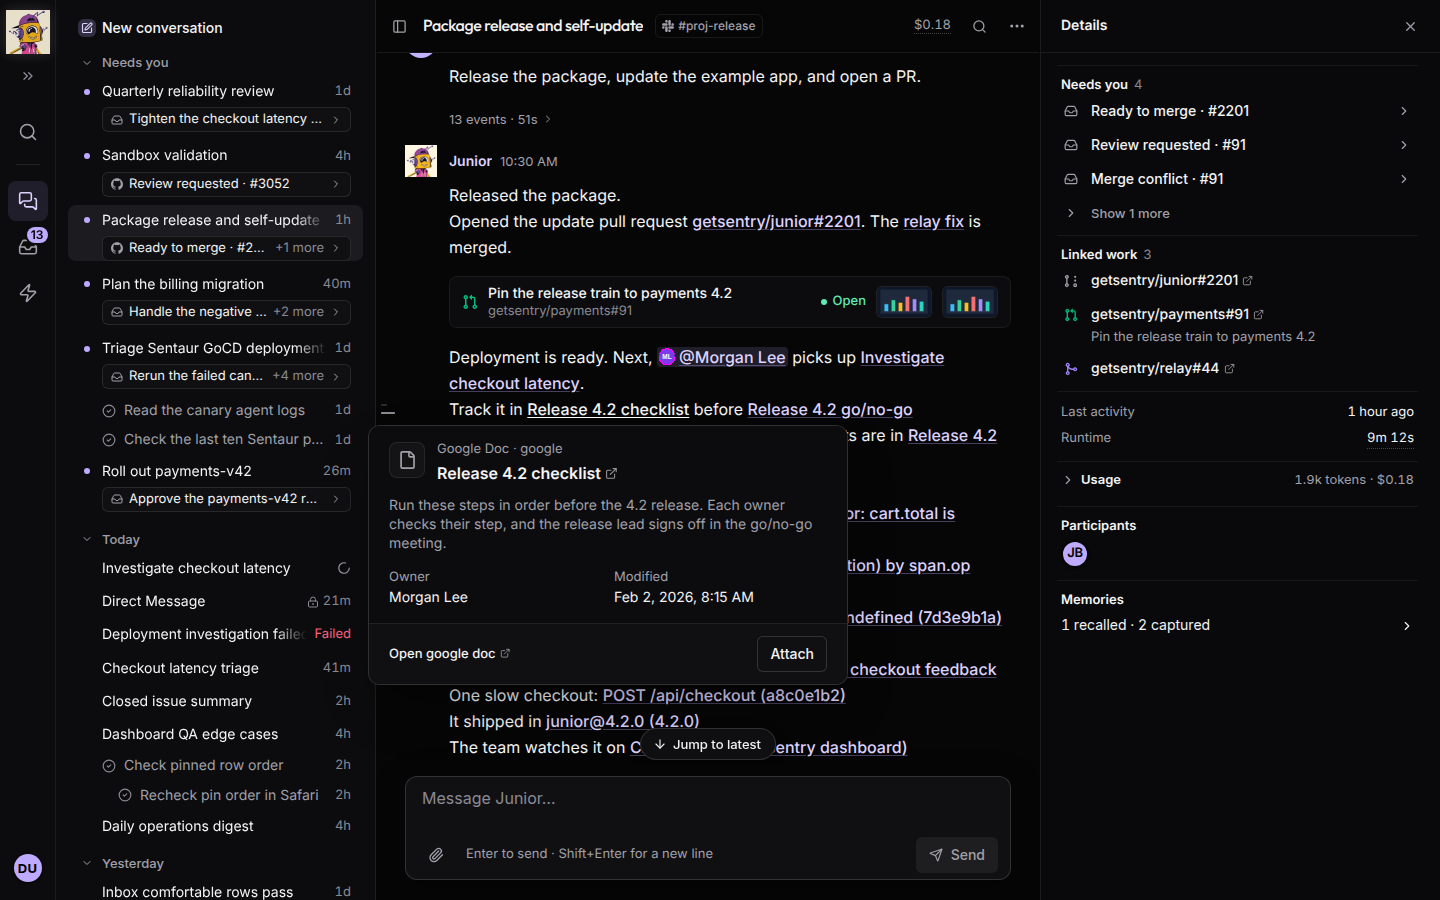 New conversation
Needs you
Quarterly reliability review 1d
Tighten the checkout latency ...
Sandbox validation 4h
Review requested · #3052
Package release and self-update 1h
Ready to merge · #2... +1 more
13
Plan the billing migration 40m
Handle the negative ... +2 more
Triage Sentaur GoCD deployment 1d
Rerun the failed can... +4 more
Read the canary agent logs 1d
Check the last ten Sentaur p... 1d
Roll out payments-v42 26m
Approve the payments-v42 r...
Today
Investigate checkout latency
Direct Message 21m
Deployment investigation failed Failed
Checkout latency triage 41m
Closed issue summary 2h
Dashboard QA edge cases 4h
Check pinned row order 2h
Recheck pin order in Safari 2h
Daily operations digest 4h
Yesterday
Inbox comfortable rows pass 1d
DU
Package release and self-update #proj-release $0.18
Release the package, update the example app, and open a PR.
13 events · 51s
Junior 10:30 AM
Released the package.
Opened the update pull request getsentry/junior#2201. The relay fix is
merged.
Pin the release train to payments 4.2
getsentry/payments#91
Open
Deployment is ready. Next, ML @Morgan Lee picks up Investigate
checkout latency.
Track it in Release 4.2 checklist before Release 4.2 go/no-go
s are in Release 4.2
Google Doc · google
Release 4.2 checklist
Run these steps in order before the 4.2 release. Each owner
checks their step, and the release lead signs off in the go/no-go
meeting.
Owner Modified
Morgan Lee Feb 2, 2026, 8:15 AM
Open google doc Attach
or: cart.total is
tion) by span.op
ndefined (7d3e9b1a)
checkout feedback
One slow checkout: POST /api/checkout (a8c0e1b2)
It shipped in junior@4.2.0 (4.2.0)
The team watches it on C entry dashboard)
Jump to latest
Message Junior...
Enter to send · Shift+Enter for a new line
Send
Details
Needs you 4
Ready to merge · #2201
Review requested · #91
Merge conflict · #91
Show 1 more
Linked work 3
getsentry/junior#2201
getsentry/payments#91
Pin the release train to payments 4.2
getsentry/relay#44
Last activity 1 hour ago
Runtime 9m 12s
Usage 1.9k tokens · $0.18
Participants
JB
Memories
1 recalled · 2 captured